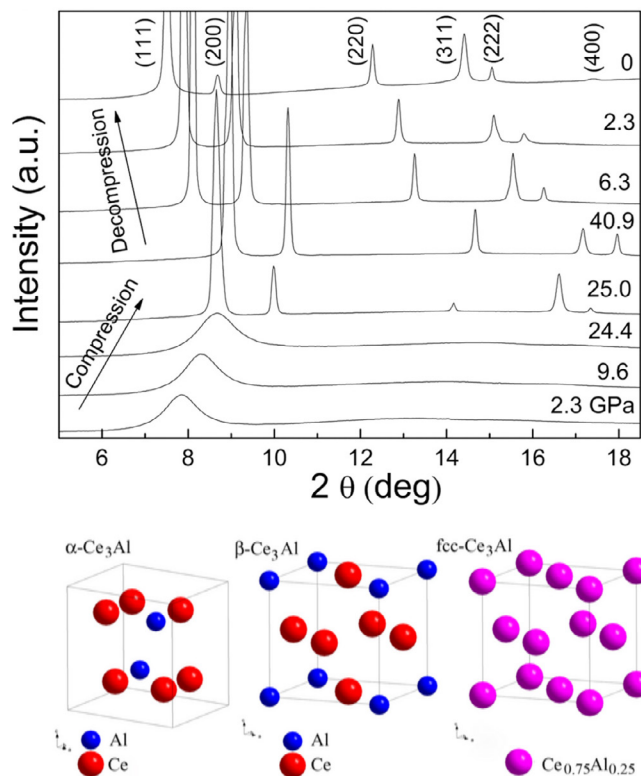 (111)
(200)
(220)
(311)
(222)
(400)
0
2.3
6.3
40.9
25.0
24.4
9.6
2.3 GPa
Decompression
Compression
Intensity (a.u.)
6 8 10 12 14 16 18
2 θ (deg)
α-Ce₃Al β-Ce₃Al fcc-Ce₃Al
Al Al
Ce Ce Ce₀.₇₅Al₀.₂₅